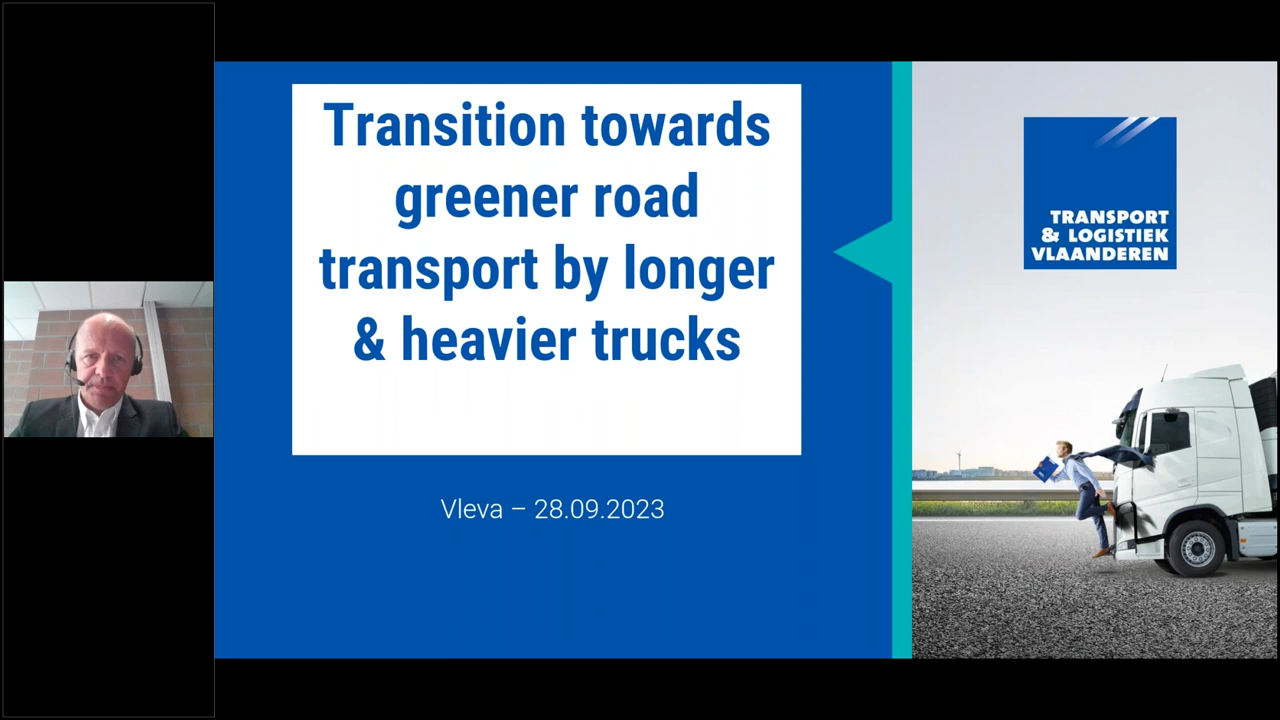 Transition towards
greener road
transport by longer
& heavier trucks
Vleva – 28.09.2023
TRANSPORT
& LOGISTIEK
VLAANDEREN